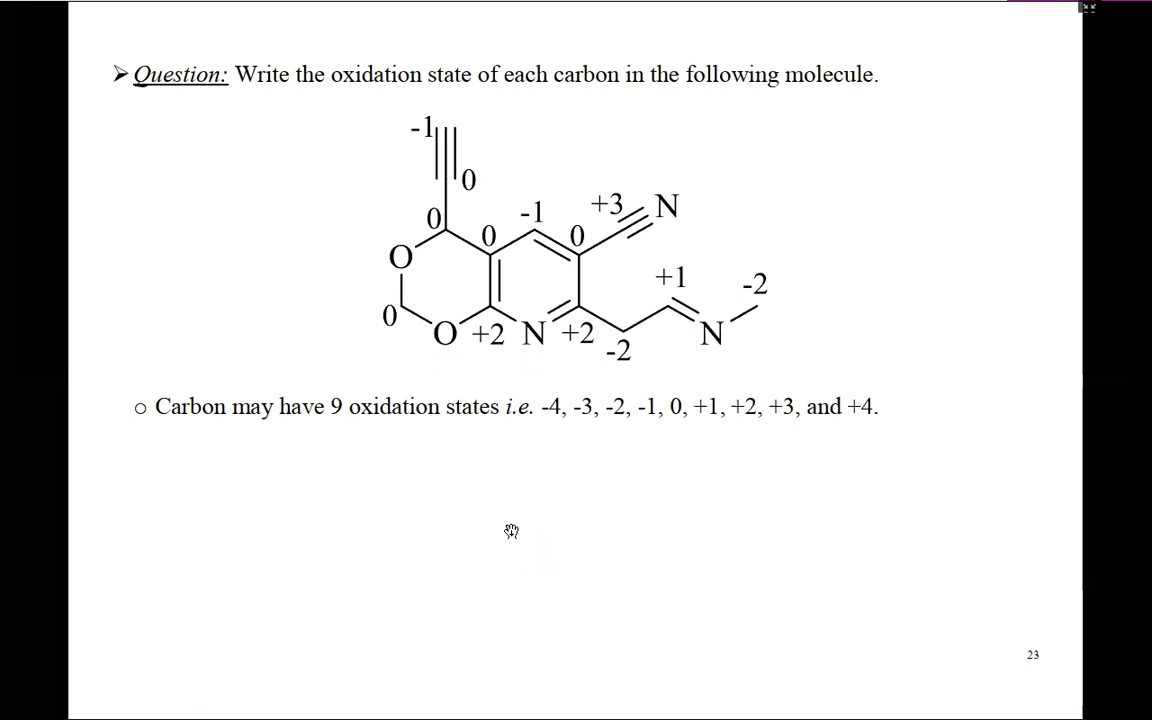 ➢ Question: Write the oxidation state of each carbon in the following molecule.
-1
0
0 0 -1 0 +3 N
O
+1 -2
0 O +2 N +2 -2 N
o Carbon may have 9 oxidation states i.e. -4, -3, -2, -1, 0, +1, +2, +3, and +4.
23